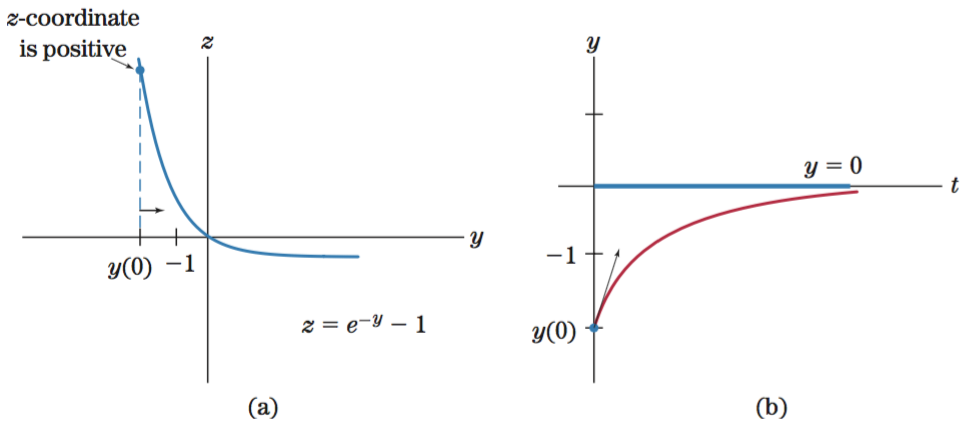 z-coordinate
is positive
z
y
y(0)
−1
z = e^{−y} − 1
(a)
y
y = 0
t
−1
y(0)
(b)